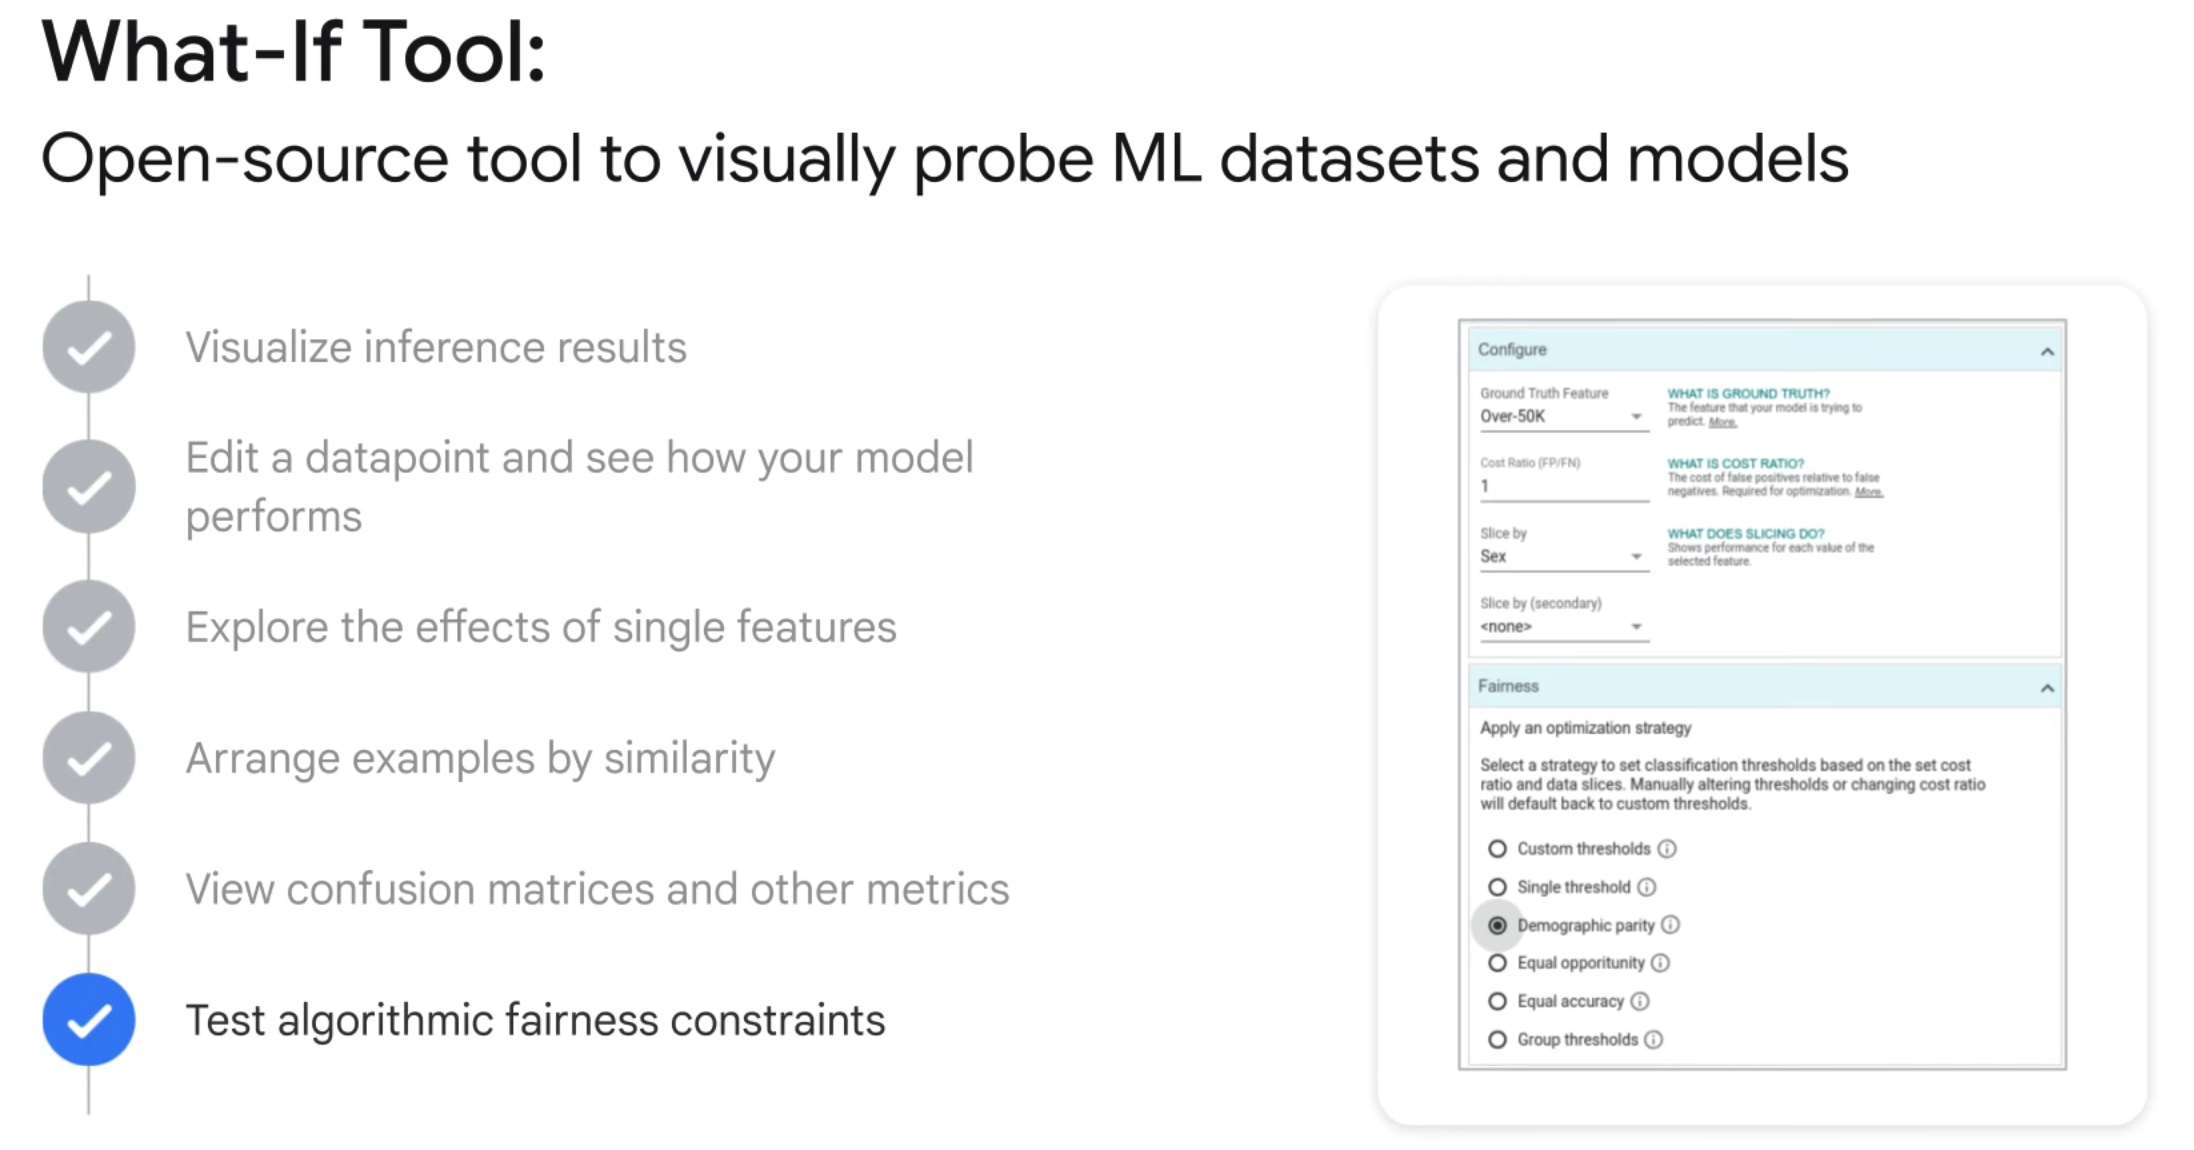 What-If Tool:
Open-source tool to visually probe ML datasets and models
Visualize inference results
Edit a datapoint and see how your model
performs
Explore the effects of single features
Arrange examples by similarity
View confusion matrices and other metrics
Test algorithmic fairness constraints
Configure
Ground Truth Feature
Over-50K
WHAT IS GROUND TRUTH?
The feature that your model is trying to
predict. More.
Cost Ratio (FP/FN)
1
WHAT IS COST RATIO?
The cost of false positives relative to false
negatives. Required for optimization. More.
Slice by
Sex
WHAT DOES SLICING DO?
Shows performance for each value of the
selected feature.
Slice by (secondary)
<none>
Fairness
Apply an optimization strategy
Select a strategy to set classification thresholds based on the set cost
ratio and data slices. Manually altering thresholds or changing cost ratio
will default back to custom thresholds.
Custom thresholds
Single threshold
Demographic parity
Equal opporitunity
Equal accuracy
Group thresholds